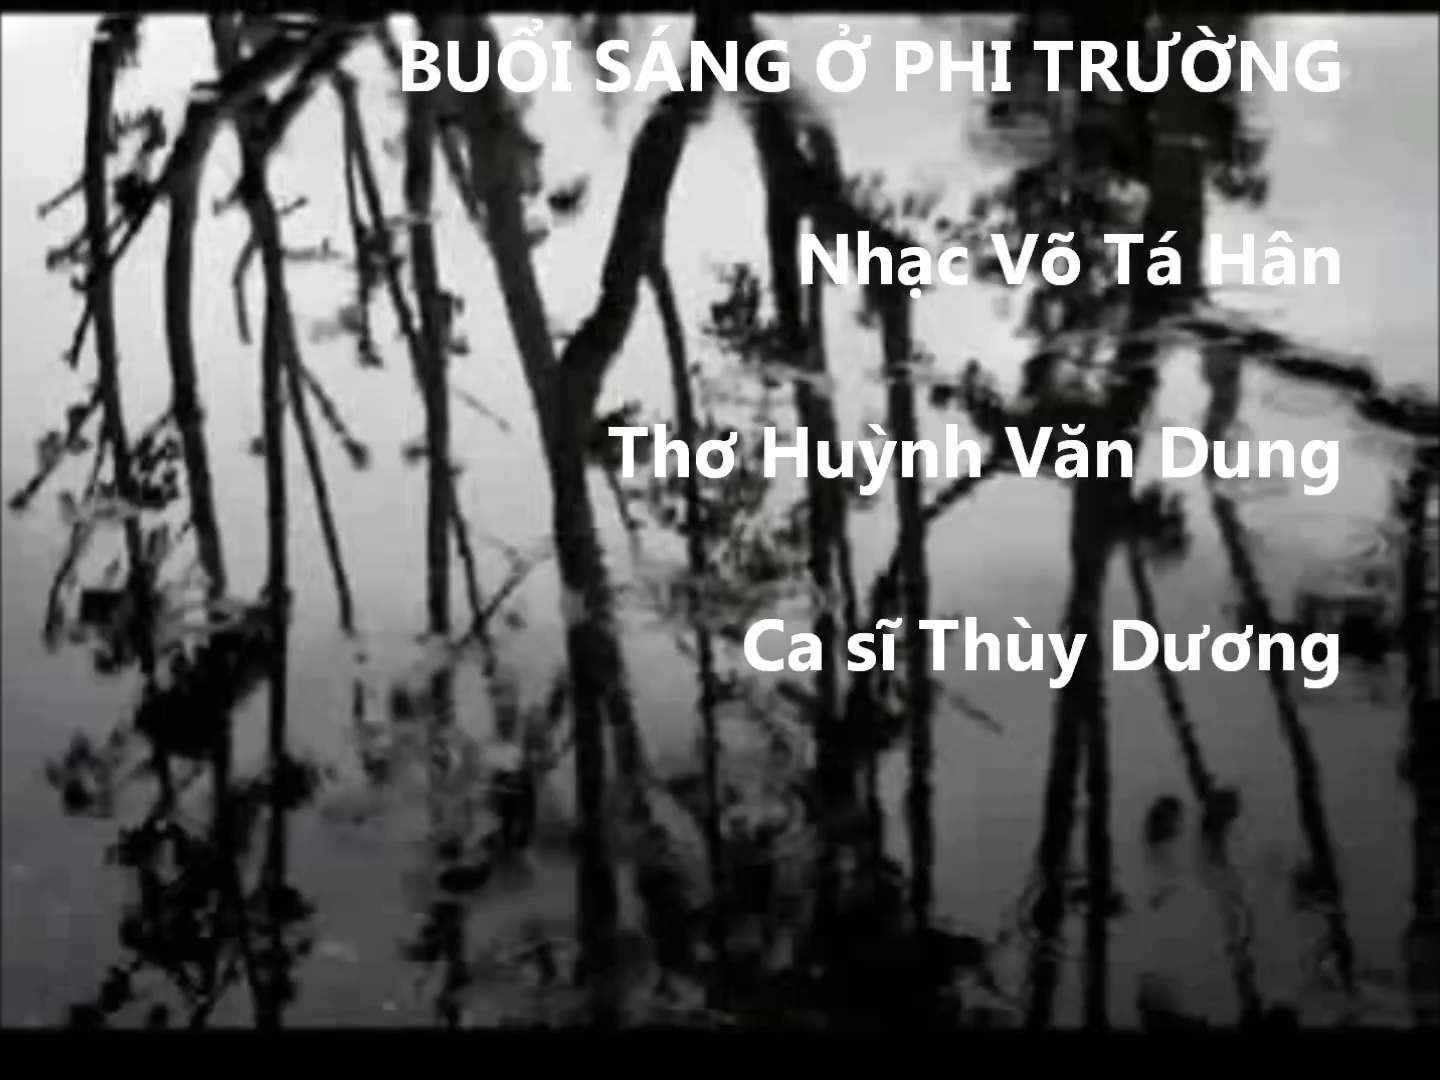 BUỔI SÁNG Ở PHI TRƯỜNG
Nhạc Võ Tá Hân
Thơ Huỳnh Văn Dung
Ca sĩ Thùy Dương